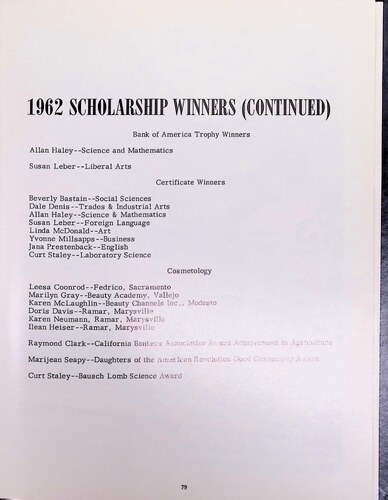 1962 SCHOLARSHIP WINNERS (CONTINUED)
Bank of America Trophy Winners
Allan Haley--Science and Mathematics
Susan Leber--Liberal Arts
Certificate Winners
Beverly Bastain--Social Sciences
Dale Denis--Trades & Industrial Arts
Allan Haley--Science & Mathematics
Susan Leber--Foreign Language
Linda McDonald--Art
Yvonne Millsapps--Business
Jana Prestenback--English
Curt Staley--Laboratory Science
Cosmetology
Leesa Coonrod--Fedrico, Sacramento
Marilyn Gray--Beauty Academy, Vallejo
Karen McLaughlin--Beauty Channels Inc., Modesto
Doris Davis--Ramar, Marysville
Karen Neumann, Ramar, Marysville
Ilean Heiser--Ramar, Marysville
Raymond Clark--California Bankers Association Award Achievement in Agriculture
Marijean Seapy--Daughters of the American Revolution Good Citizenship Award
Curt Staley--Bausch Lomb Science Award
79